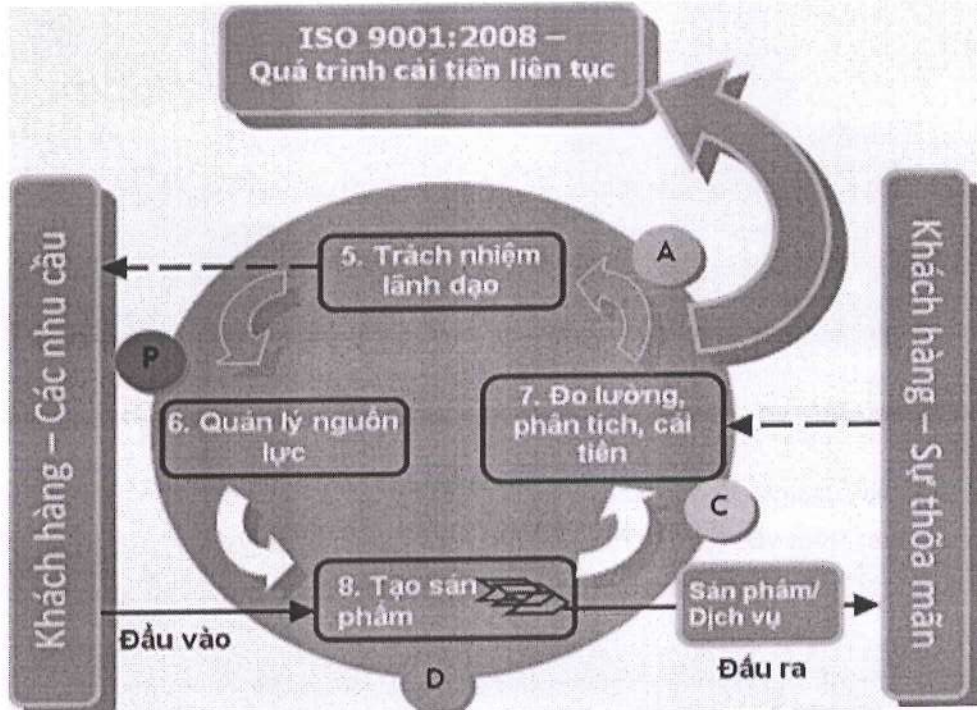 ISO 9001:2008 –
Quá trình cải tiến liên tục
Khách hàng – Các nhu cầu
5. Trách nhiệm
lãnh đạo
A
Khách hàng – Sự thỏa mãn
P
6. Quản lý nguồn
lực
7. Đo lường,
phân tích, cải
tiến
C
8. Tạo sản
phẩm
Sản phẩm/
Dịch vụ
Đầu vào
Đầu ra
D